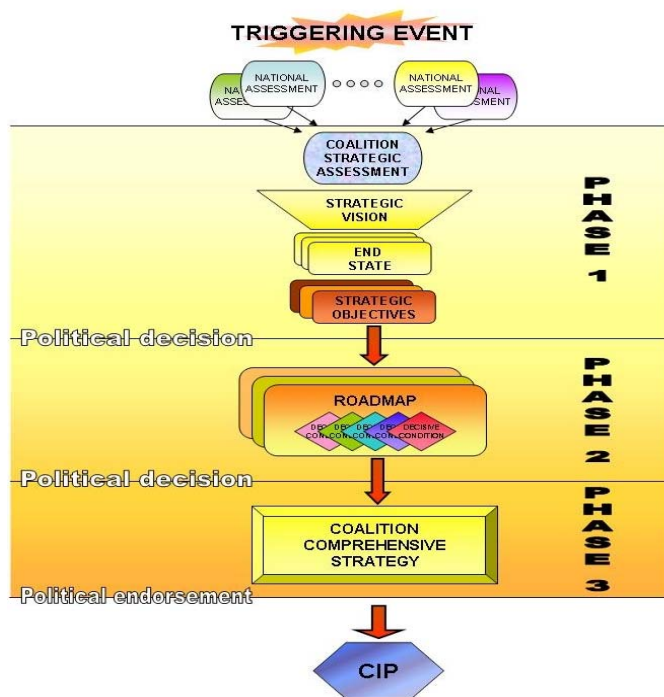 TRIGGERING EVENT
NATIONAL
ASSESSMENT
NATIONAL
ASSESSMENT
COALITION
STRATEGIC
ASSESSMENT
STRATEGIC
VISION
END
STATE
STRATEGIC
OBJECTIVES
PHASE 1
Political decision
ROADMAP
DECISIVE
CONDITION
PHASE 2
Political decision
COALITION
COMPREHENSIVE
STRATEGY
PHASE 3
Political endorsement
CIP